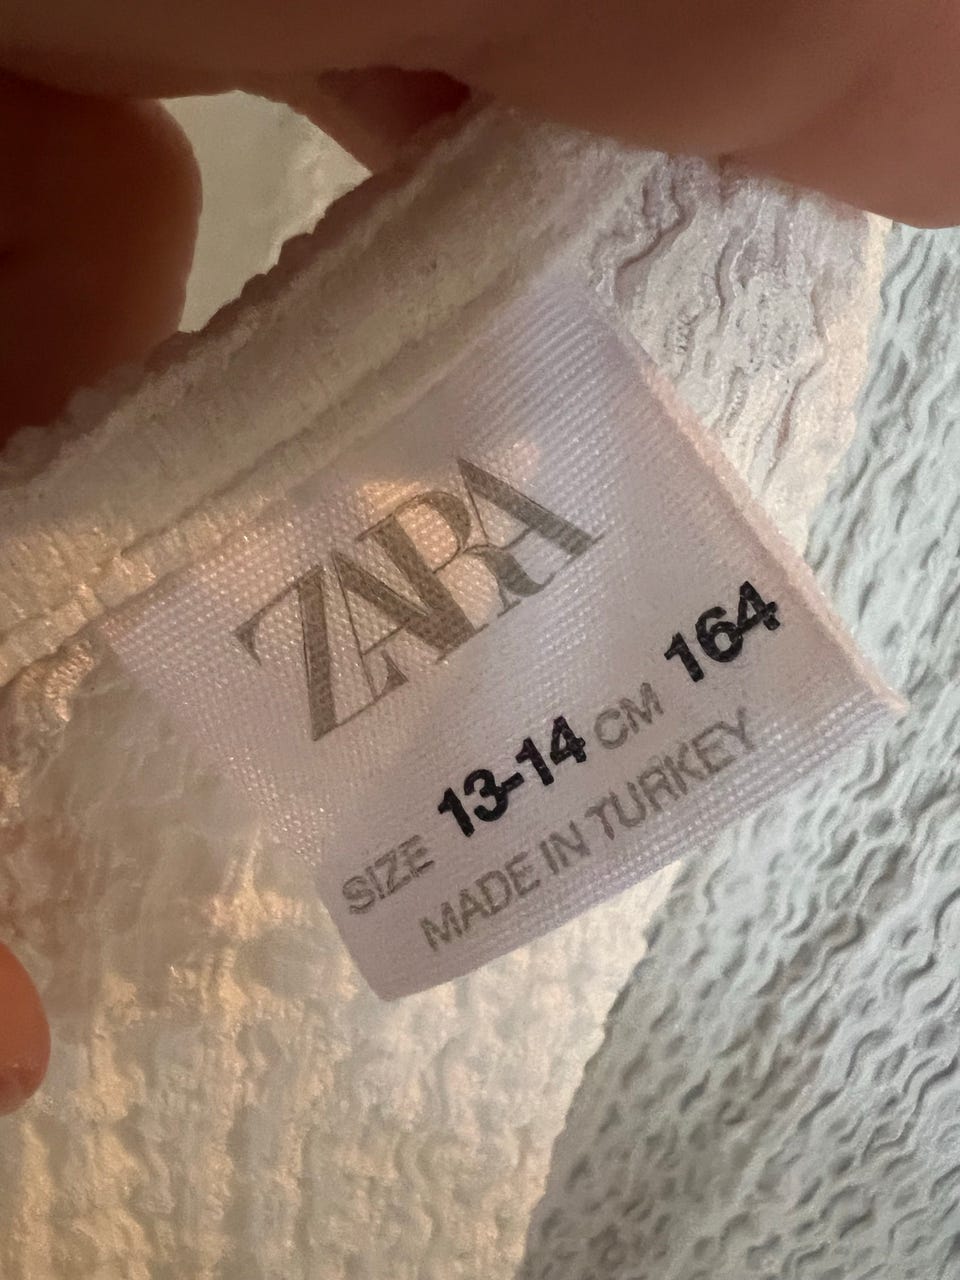 ZARA
SIZE 13-14 CM 164
MADE IN TURKEY